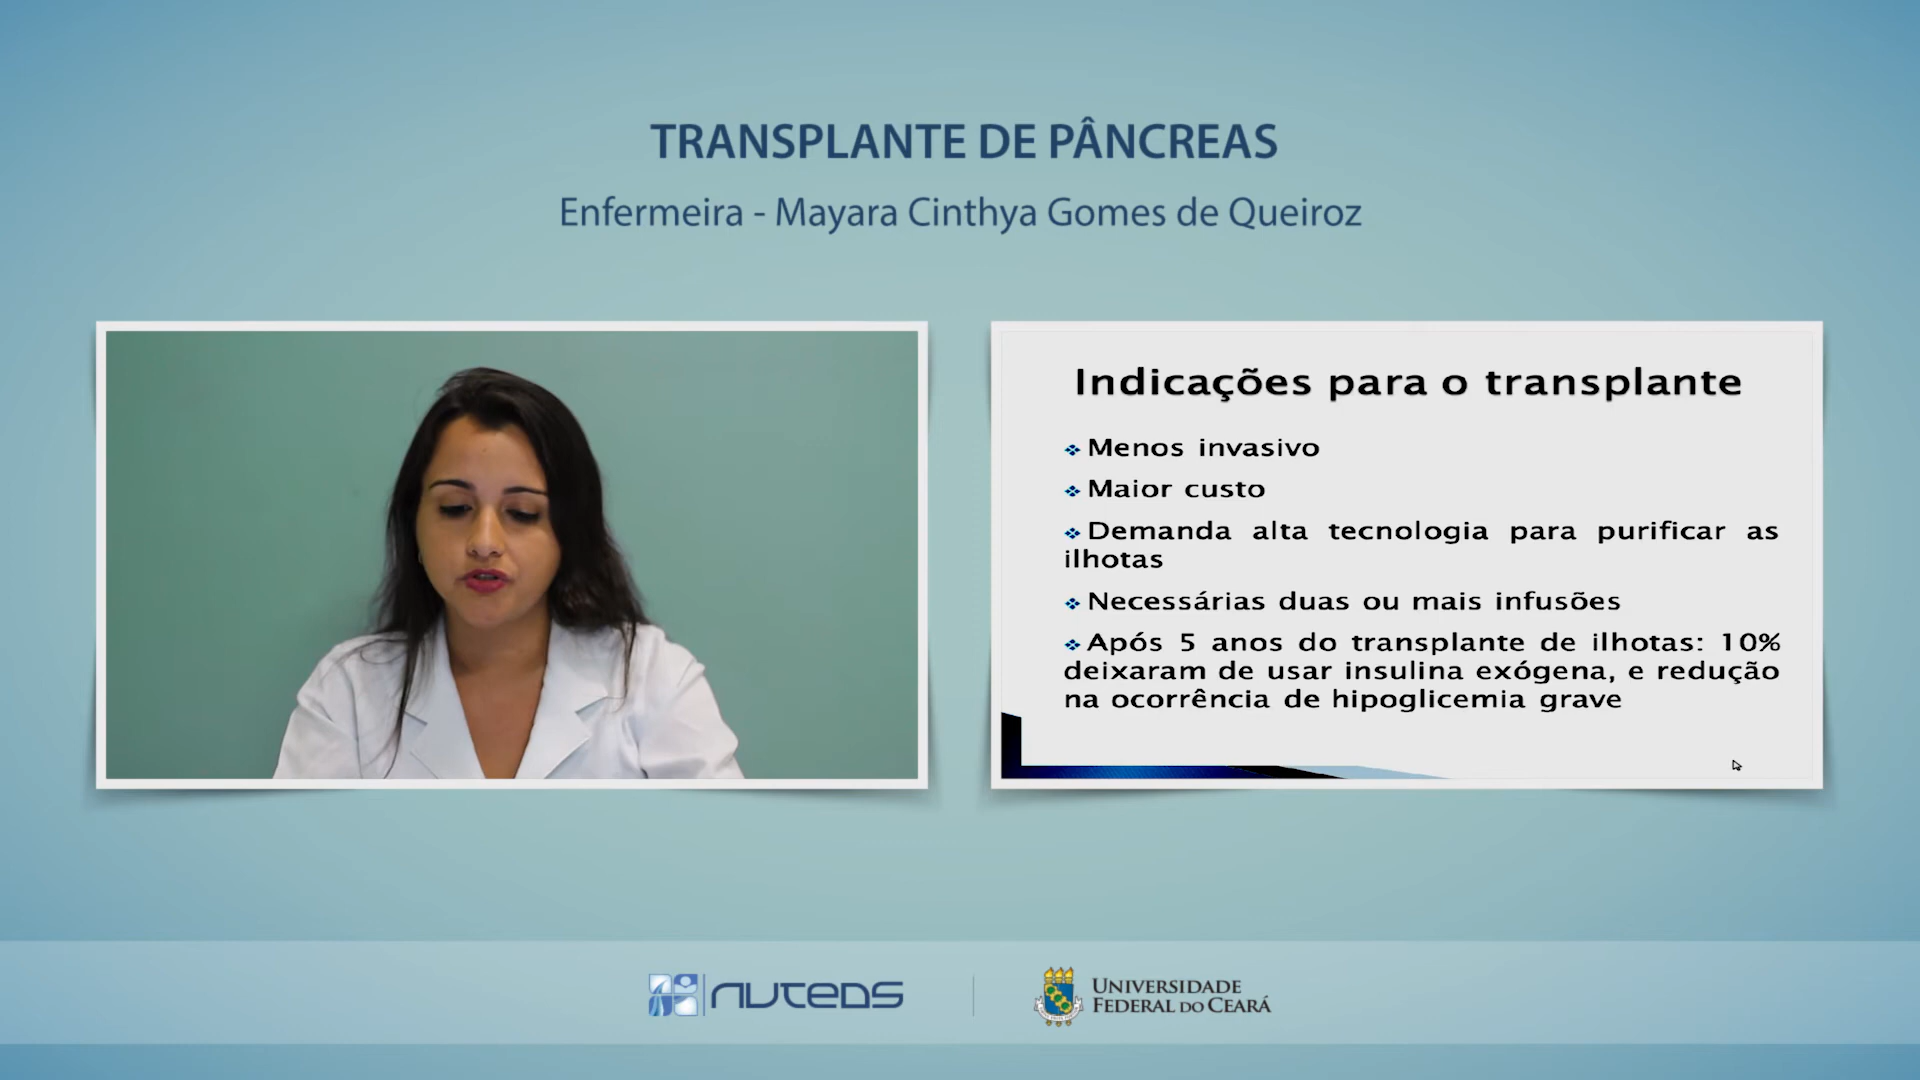 TRANSPLANTE DE PÂNCREAS
Enfermeira - Mayara Cinthya Gomes de Queiroz
Indicações para o transplante
Menos invasivo
Maior custo
Demanda alta tecnologia para purificar as
ilhotas
Necessárias duas ou mais infusões
Após 5 anos do transplante de ilhotas: 10%
deixaram de usar insulina exógena, e redução
na ocorrência de hipoglicemia grave
NUTEDS
UNIVERSIDADE
FEDERAL DO CEARÁ